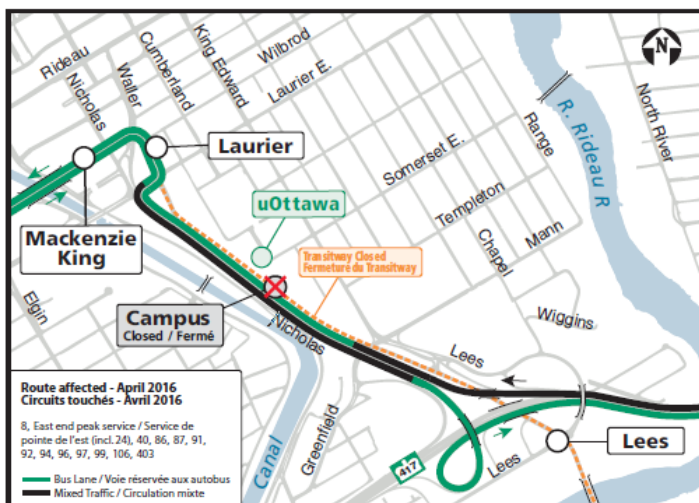 N
Rideau
Nicholas
Waller
Cumberland
King Edward
Wilbrod
Laurier E.
Laurier
Mackenzie
King
uOttawa
Somerset E.
Templeton
Range
Chapel
Mann
R. Rideau R
North River
Transitway Closed
Fermeture du Transitway
Campus
Closed / Fermé
Elgin
Nicholas
Wiggins
Lees
Greenfield
Canal
417
Lees
Lees
Route affected - April 2016
Circuits touchés - Avril 2016
8, East end peak service / Service de
pointe de l'est (incl. 24), 40, 86, 87, 91,
92, 94, 96, 97, 99, 106, 403
Bus Lane / Voie réservée aux autobus
Mixed Traffic / Circulation mixte